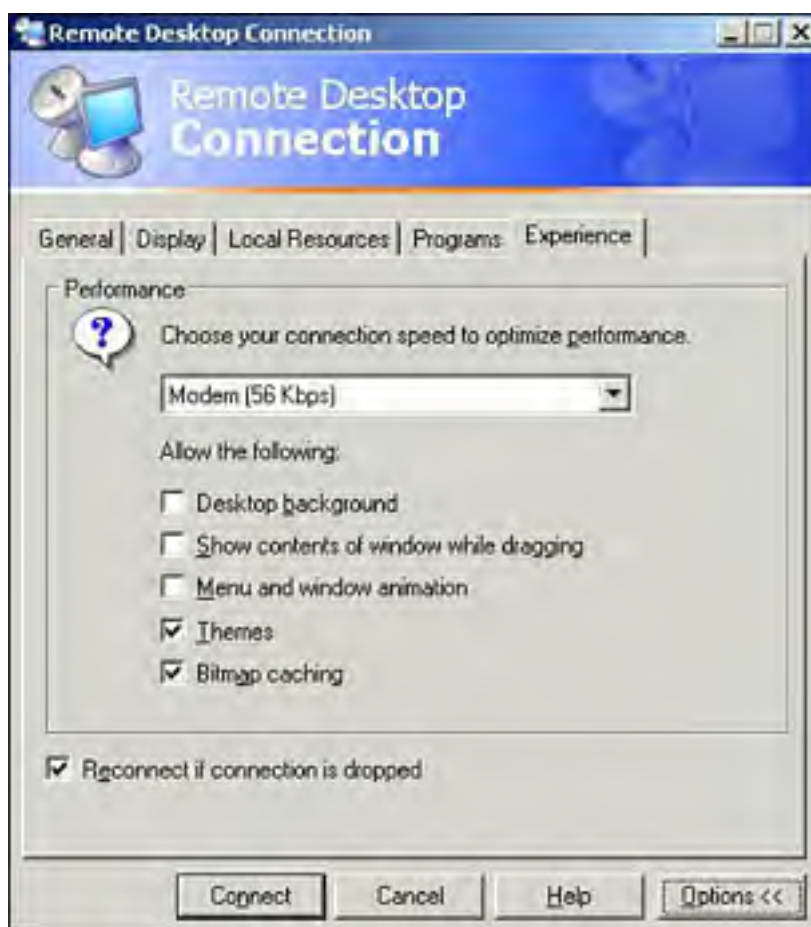 Remote Desktop Connection
Remote Desktop
Connection
General Display Local Resources Programs Experience
Performance
?
Choose your connection speed to optimize performance.
Modem (56 Kbps)
Allow the following:
Desktop background
Show contents of window while dragging
Menu and window animation
Themes
Bitmap caching
Reconnect if connection is dropped
Connect Cancel Help Options <<